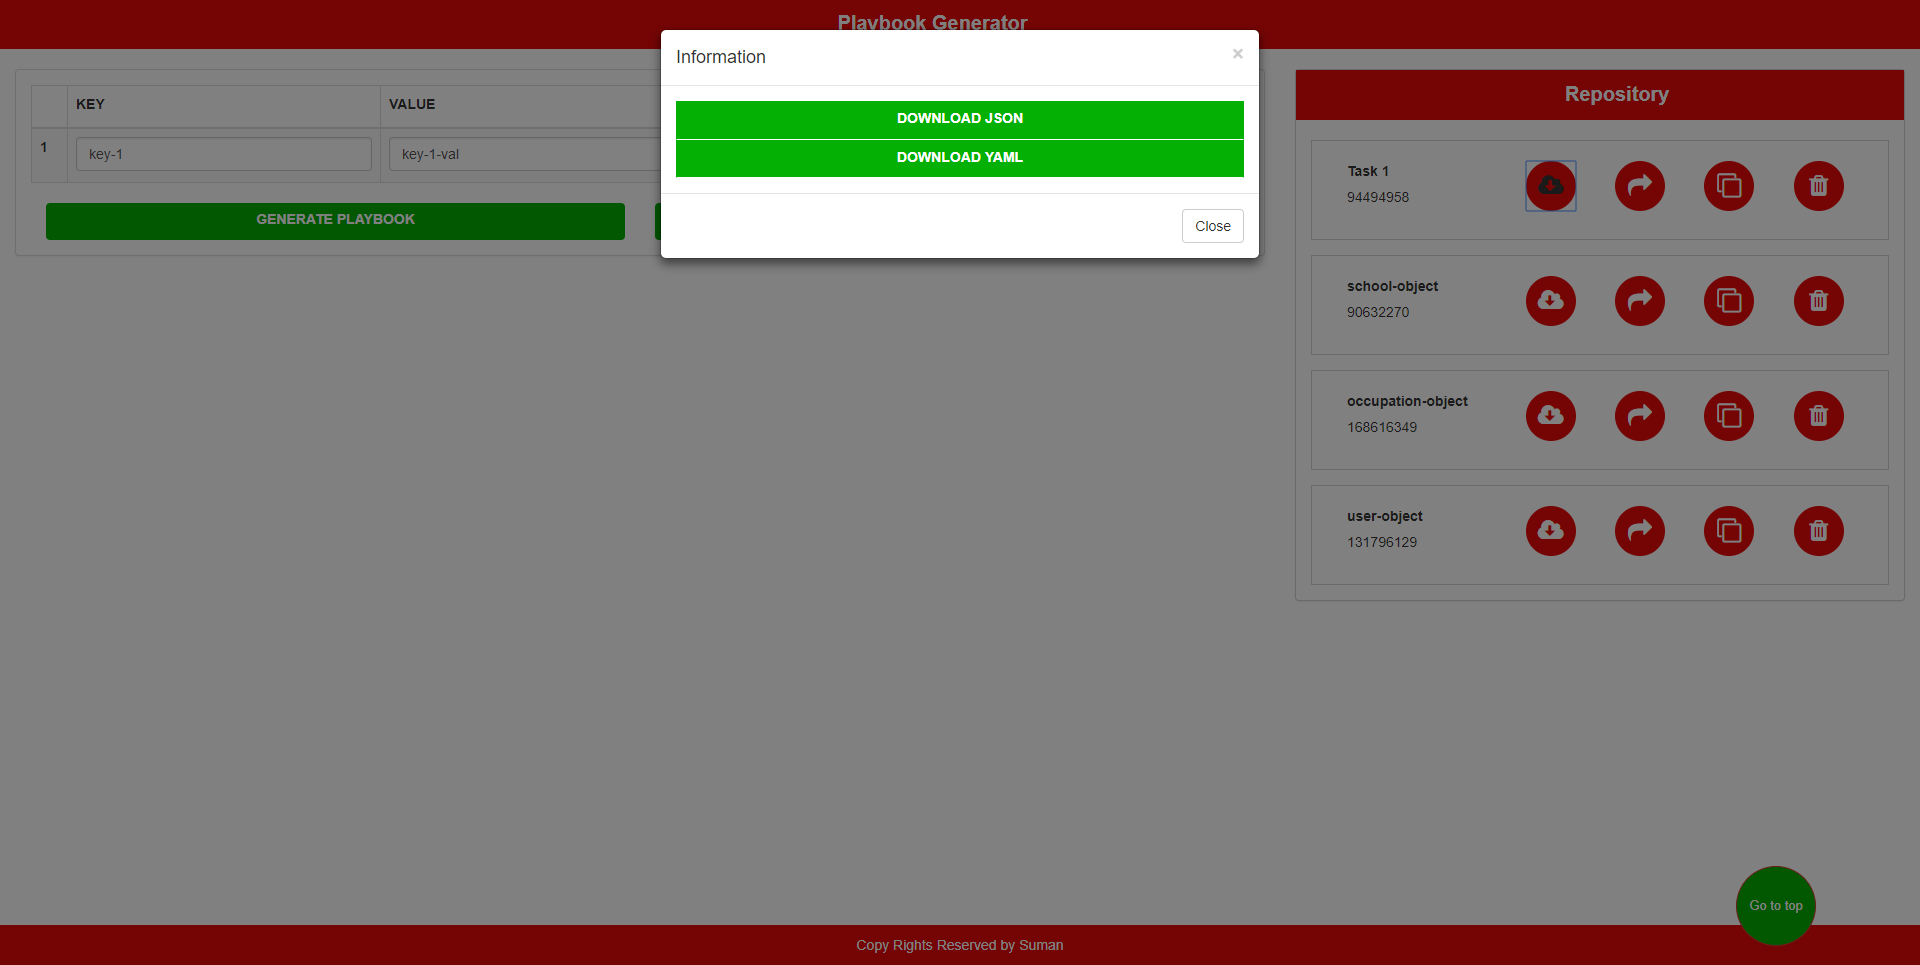 Playbook Generator
Information
×
DOWNLOAD JSON
DOWNLOAD YAML
Close
KEY
VALUE
1
key-1
key-1-val
GENERATE PLAYBOOK
Repository
Task 1
94494958
school-object
90632270
occupation-object
168616349
user-object
131796129
Go to top
Copy Rights Reserved by Suman